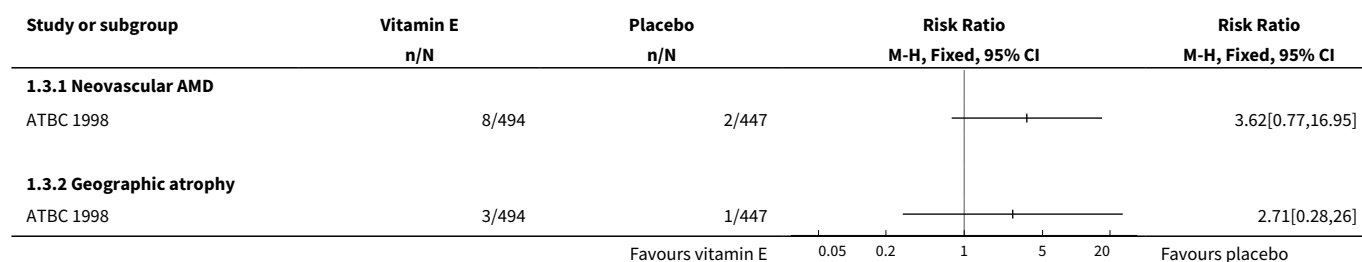 Study or subgroup Vitamin E Placebo Risk Ratio Risk Ratio
n/N n/N M-H, Fixed, 95% CI M-H, Fixed, 95% CI
1.3.1 Neovascular AMD
ATBC 1998 8/494 2/447 3.62[0.77,16.95]
1.3.2 Geographic atrophy
ATBC 1998 3/494 1/447 2.71[0.28,26]
Favours vitamin E 0.05 0.2 1 5 20 Favours placebo